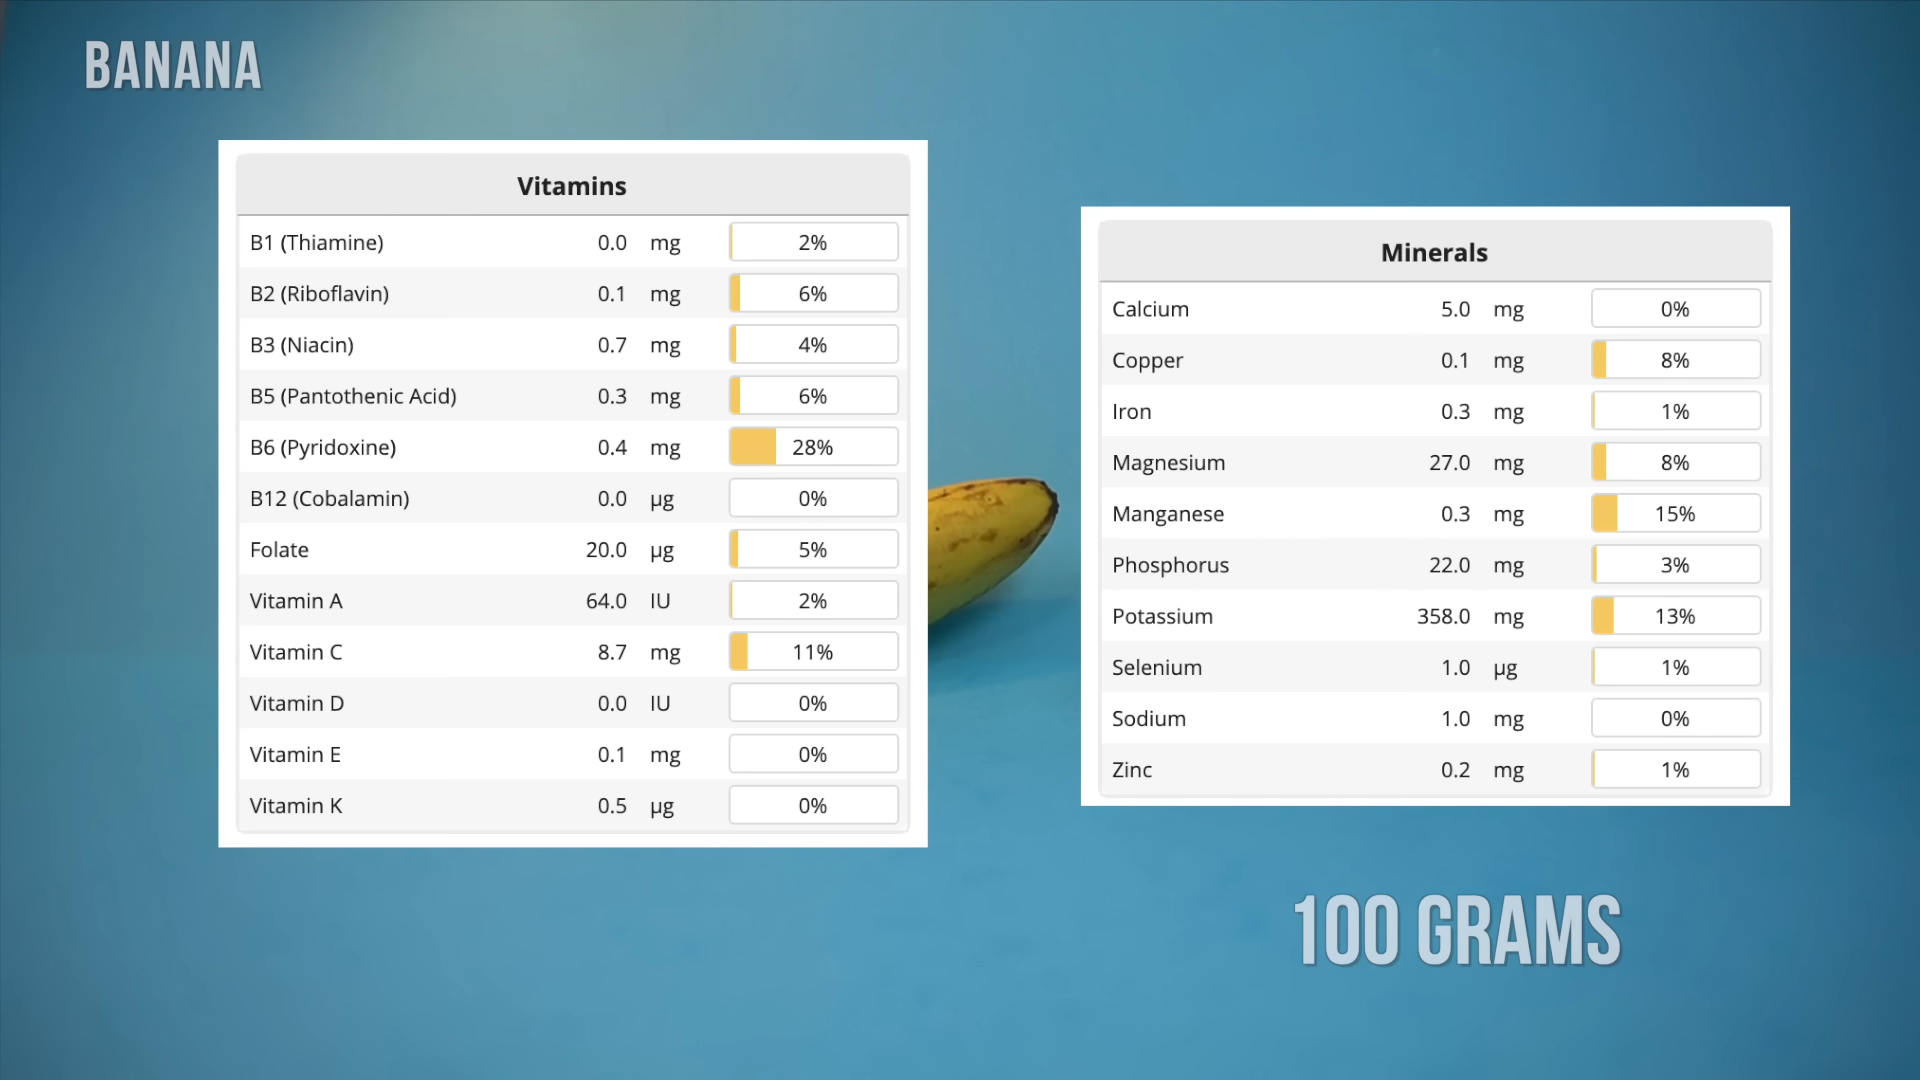 BANANA
Vitamins
B1 (Thiamine) 0.0 mg 2%
B2 (Riboflavin) 0.1 mg 6%
B3 (Niacin) 0.7 mg 4%
B5 (Pantothenic Acid) 0.3 mg 6%
B6 (Pyridoxine) 0.4 mg 28%
B12 (Cobalamin) 0.0 µg 0%
Folate 20.0 µg 5%
Vitamin A 64.0 IU 2%
Vitamin C 8.7 mg 11%
Vitamin D 0.0 IU 0%
Vitamin E 0.1 mg 0%
Vitamin K 0.5 µg 0%
Minerals
Calcium 5.0 mg 0%
Copper 0.1 mg 8%
Iron 0.3 mg 1%
Magnesium 27.0 mg 8%
Manganese 0.3 mg 15%
Phosphorus 22.0 mg 3%
Potassium 358.0 mg 13%
Selenium 1.0 µg 1%
Sodium 1.0 mg 0%
Zinc 0.2 mg 1%
100 GRAMS